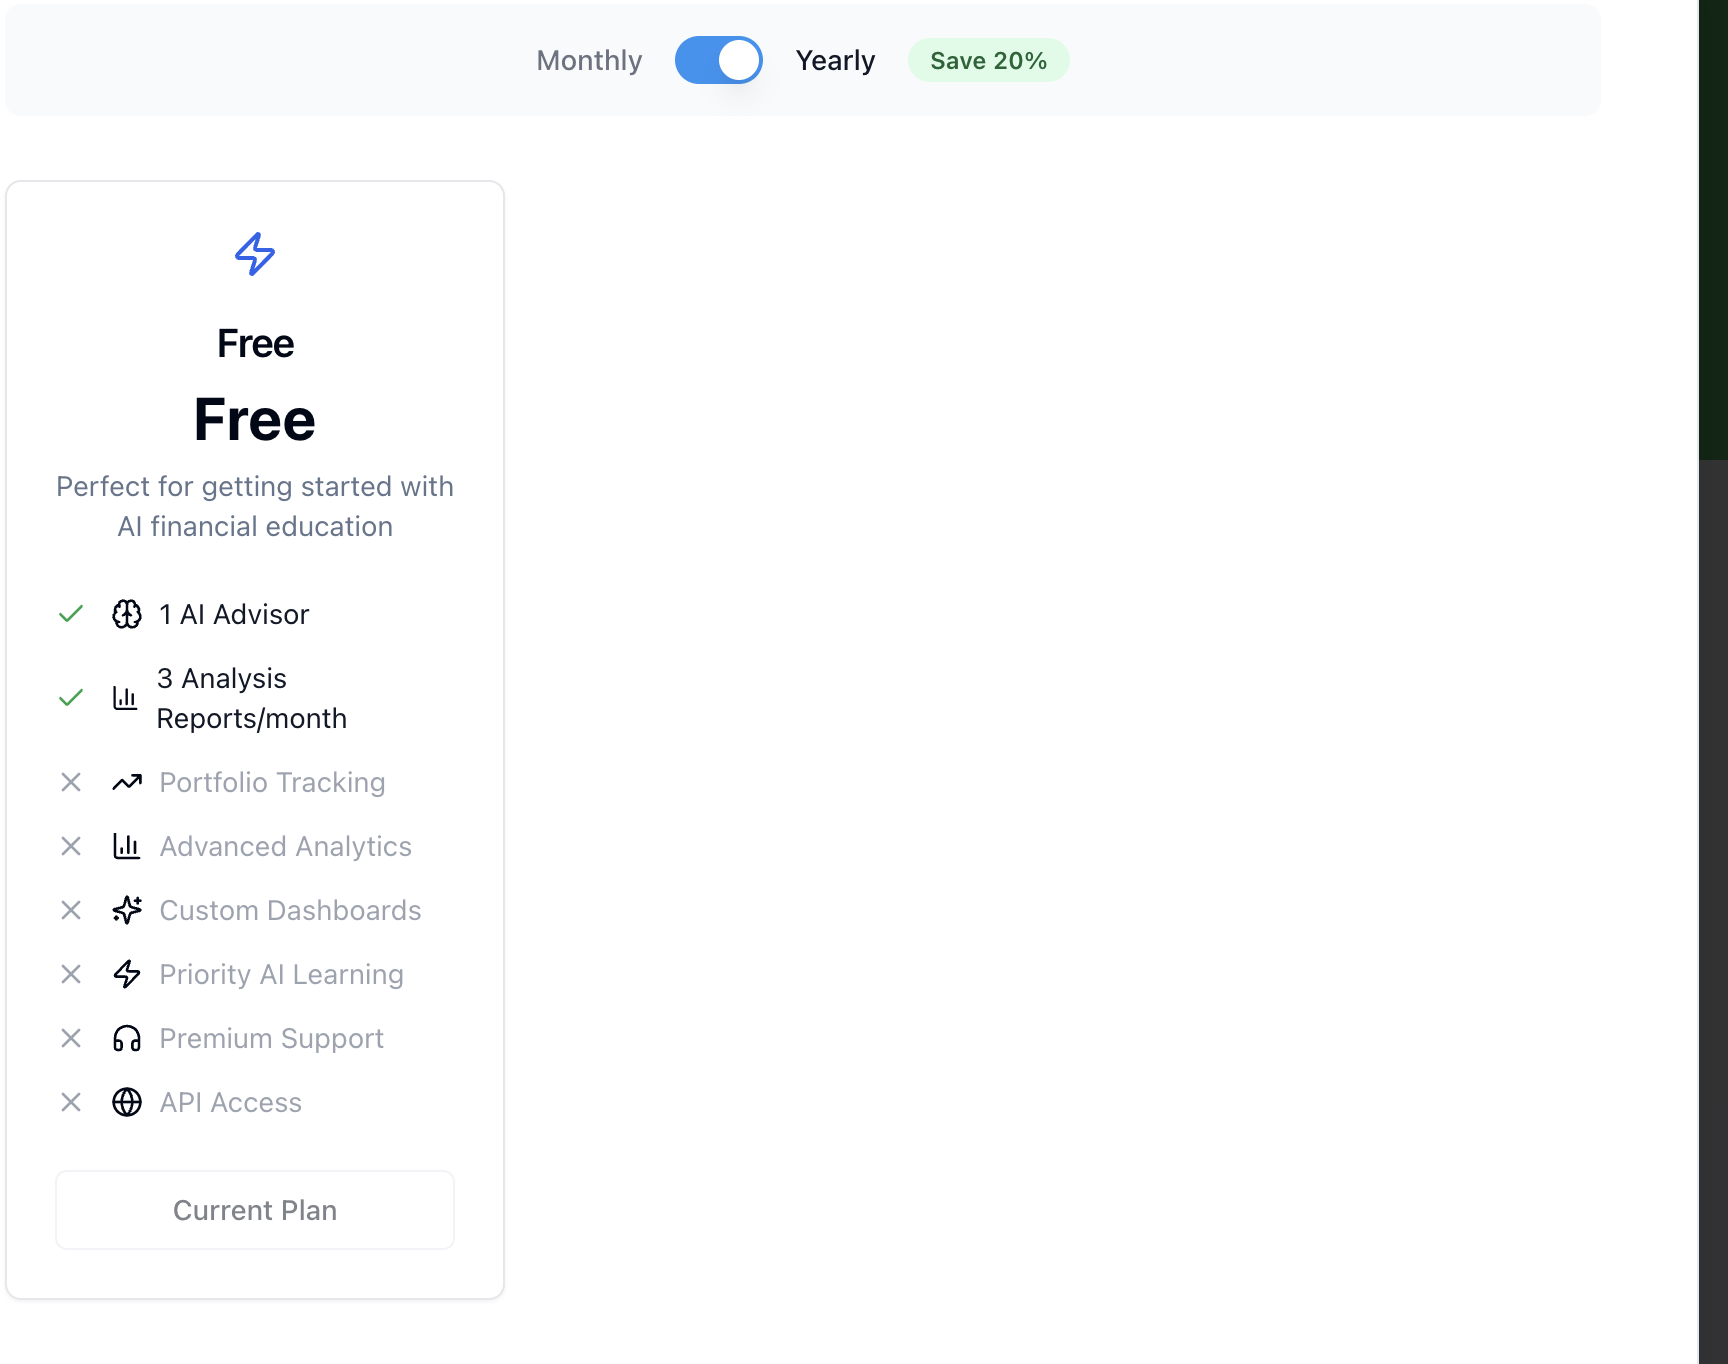 Monthly Yearly Save 20%
Free
Free
Perfect for getting started with
AI financial education
1 AI Advisor
3 Analysis
Reports/month
Portfolio Tracking
Advanced Analytics
Custom Dashboards
Priority AI Learning
Premium Support
API Access
Current Plan